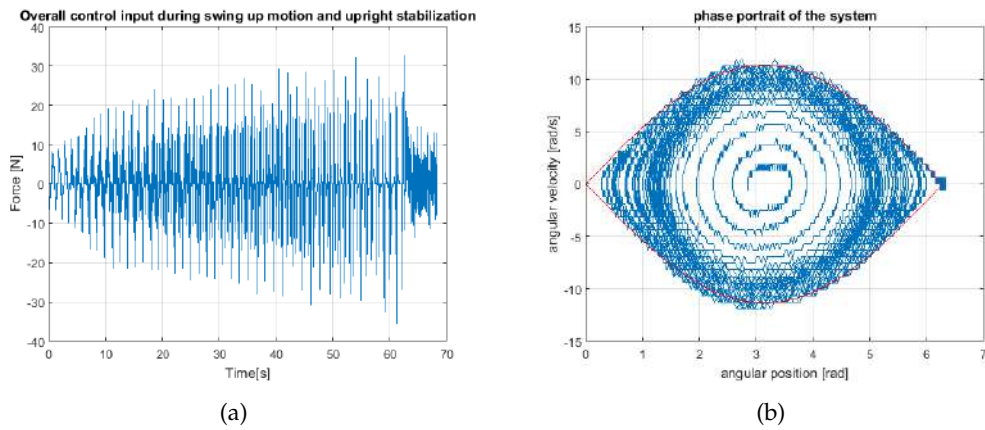 Overall control input during swing up motion and upright stabilization
40
30
20
10
0
-10
-20
-30
-40
0 10 20 30 40 50 60 70
Force [N]
Time[s]
(a)
phase portrait of the system
15
10
5
0
-5
-10
-15
0 1 2 3 4 5 6 7
angular velocity [rad/s]
angular position [rad]
(b)